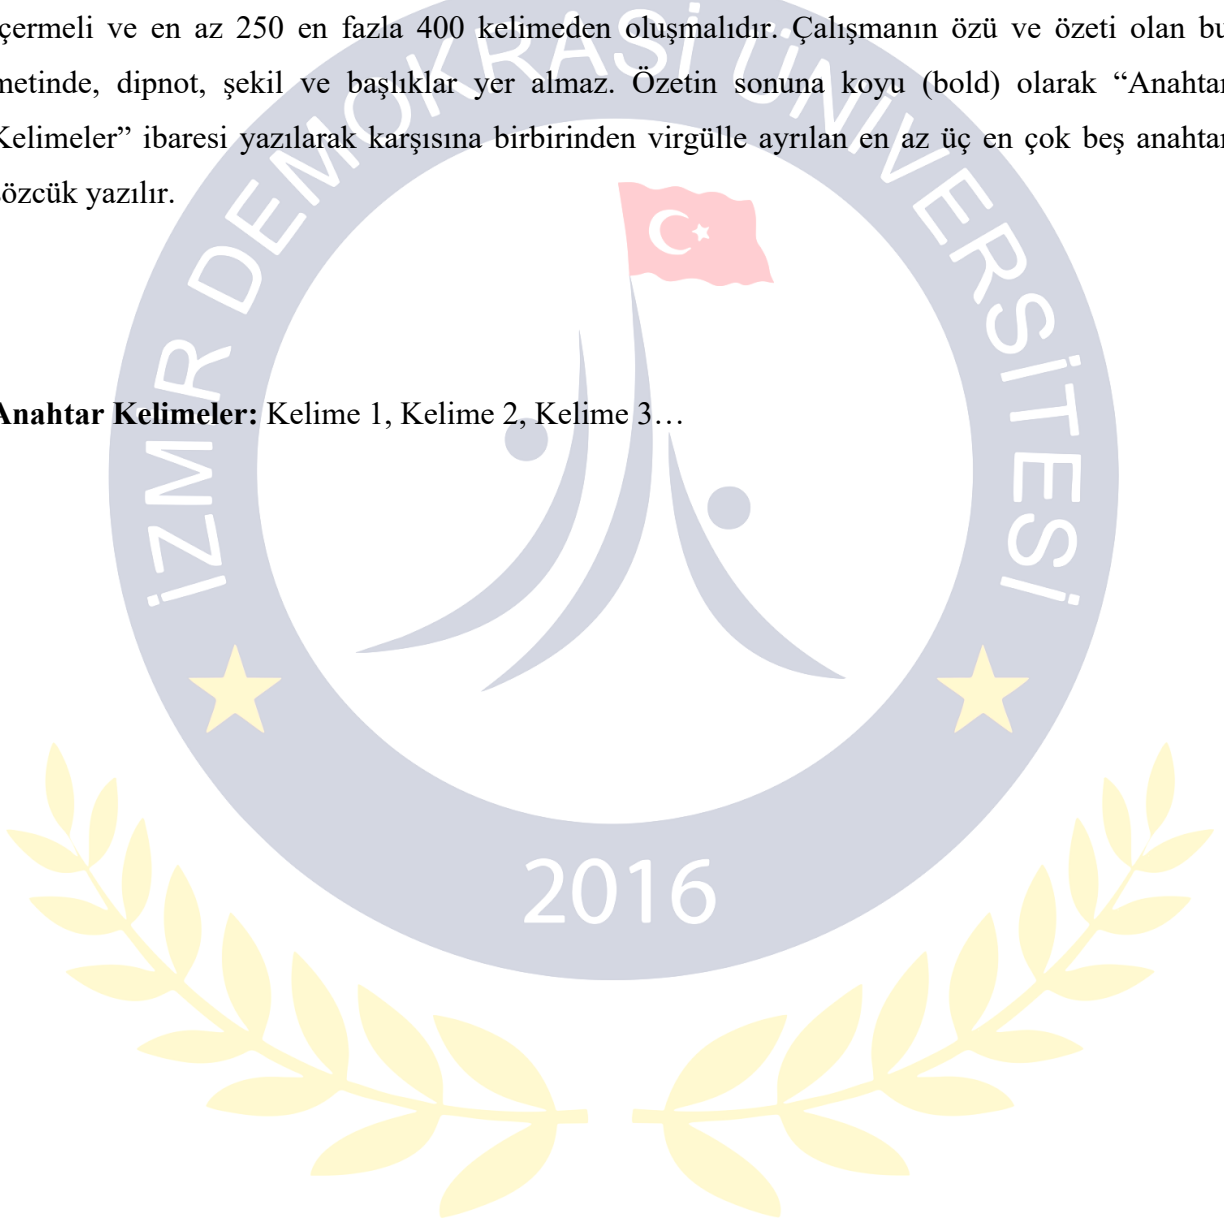 içermeli ve en az 250 en fazla 400 kelimeden oluşmalıdır. Çalışmanın özü ve özeti olan bu
metinde, dipnot, şekil ve başlıklar yer almaz. Özetin sonuna koyu (bold) olarak “Anahtar
Kelimeler” ibaresi yazılarak karşısına birbirinden virgülle ayrılan en az üç en çok beş anahtar
sözcük yazılır.
Anahtar Kelimeler: Kelime 1, Kelime 2, Kelime 3…
İZMİR DEMOKRASİ ÜNİVERSİTESİ
2016